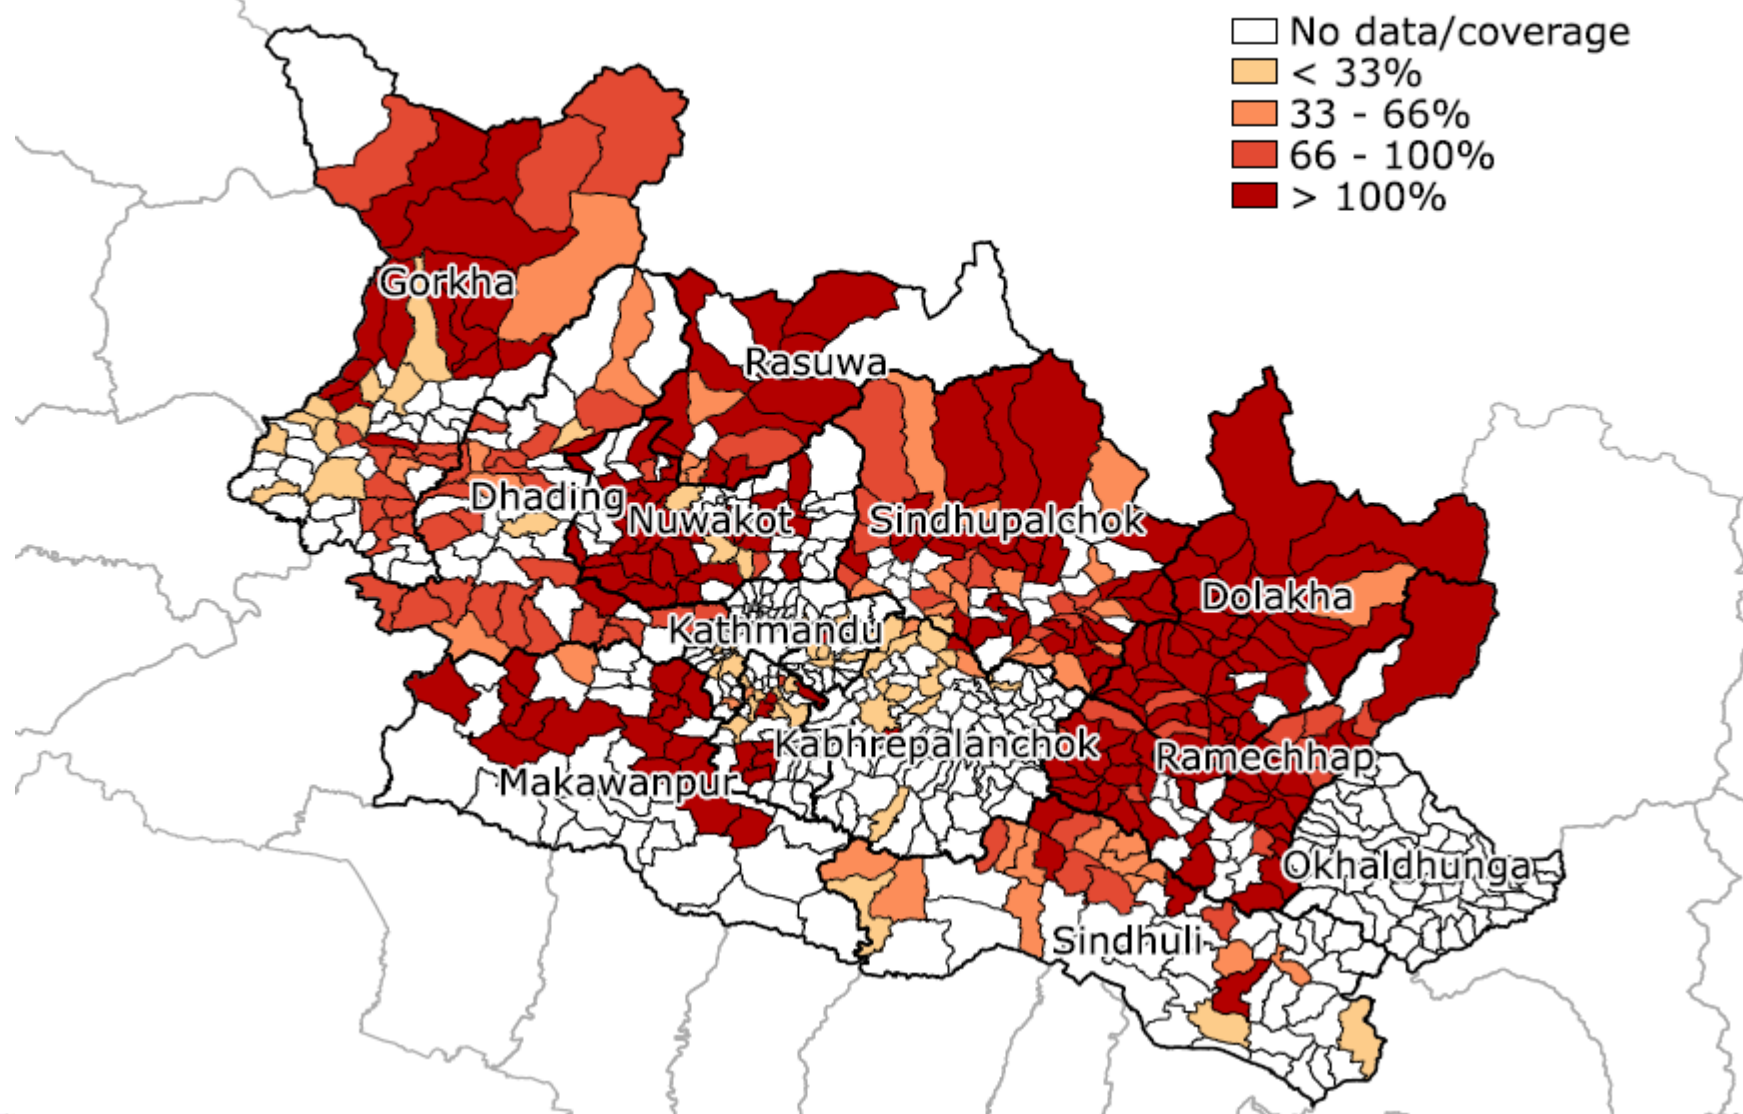 No data/coverage
< 33%
33 - 66%
66 - 100%
> 100%
Gorkha
Rasuwa
Dhading
Nuwakot
Sindhupalchok
Dolakha
Kathmandu
Kabhrepalanchok
Ramechhap
Makawanpur
Okhaldhunga
Sindhuli